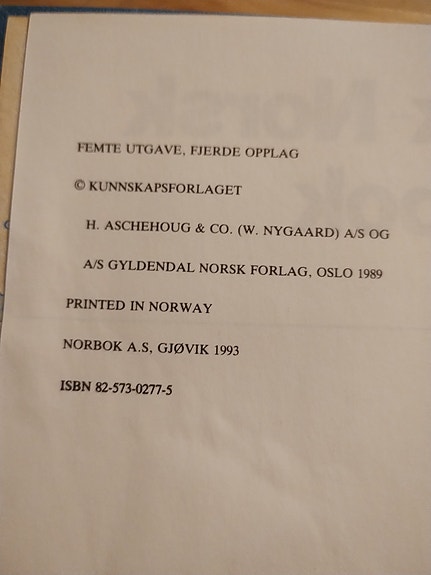 FEMTE UTGAVE, FJERDE OPPLAG
© KUNNSKAPSFORLAGET
H. ASCHEHOUG & CO. (W. NYGAARD) A/S OG
A/S GYLDENDAL NORSK FORLAG, OSLO 1989
PRINTED IN NORWAY
NORBOK A.S, GJØVIK 1993
ISBN 82-573-0277-5